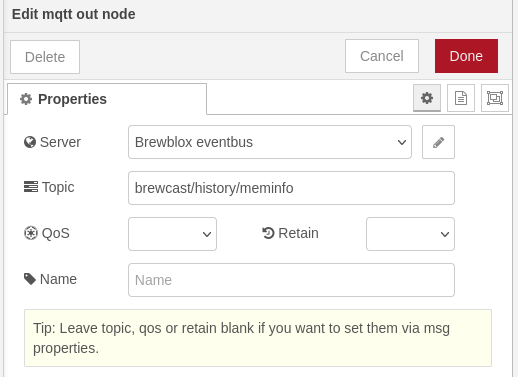 Edit mqtt out node
Delete
Cancel
Done
Properties
Server
Brewblox eventbus
Topic
brewcast/history/meminfo
QoS
Retain
Name
Name
Tip: Leave topic, qos or retain blank if you want to set them via msg
properties.